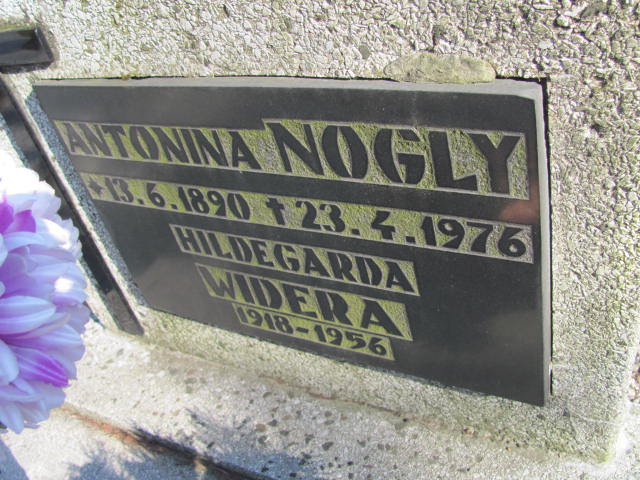 ANTONINA NOGLY
* 13. 6. 1890 ✝ 23. 4. 1976
HILDEGARDA
WIDERA
1918-1956